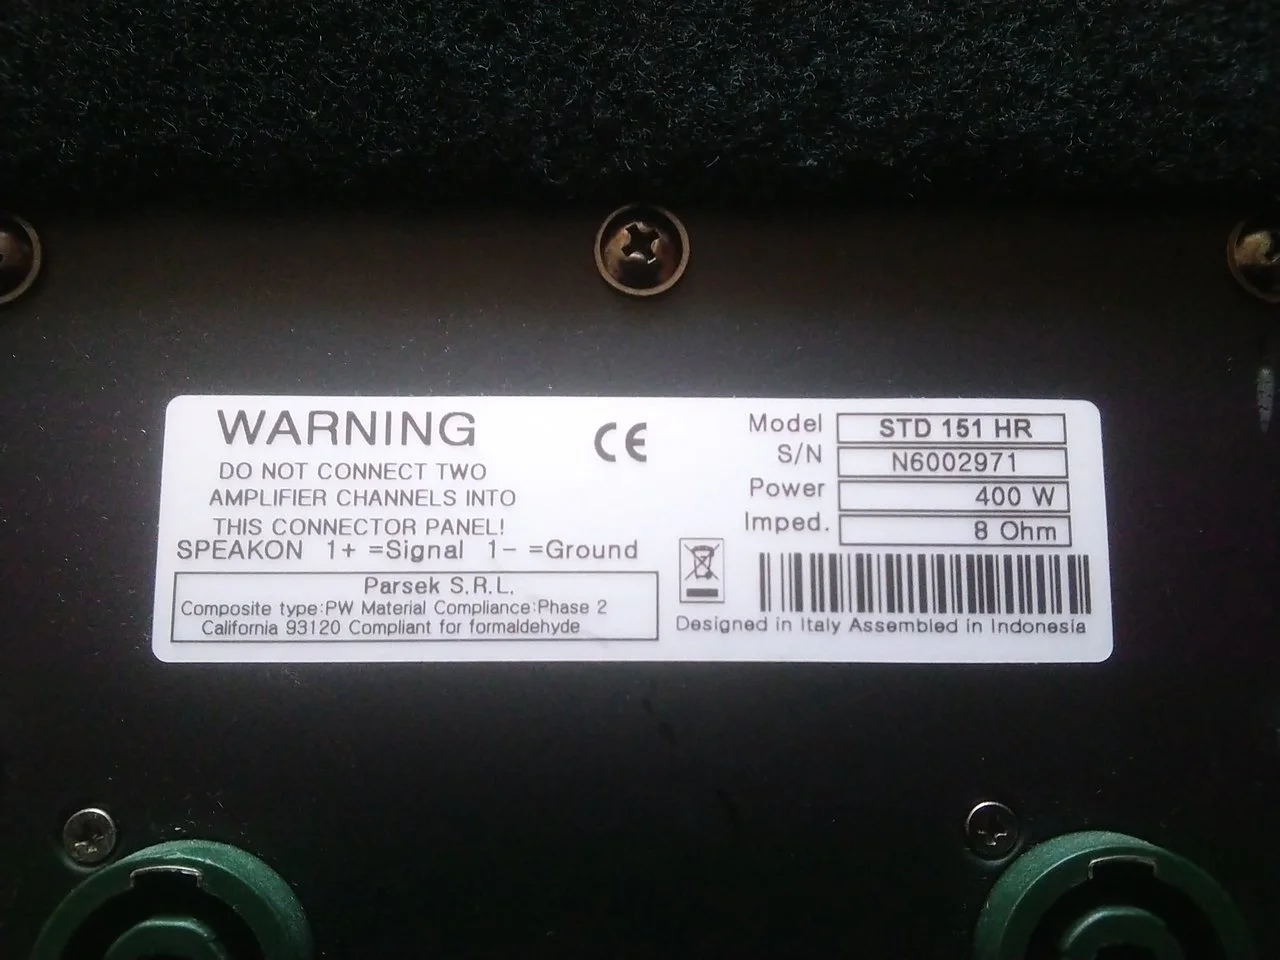 WARNING
DO NOT CONNECT TWO
AMPLIFIER CHANNELS INTO
THIS CONNECTOR PANEL!
SPEAKON 1+ =Signal 1- =Ground
Parsek S.R.L.
Composite type:PW Material Compliance:Phase 2
California 93120 Compliant for formaldehyde
CE
Model STD 151 HR
S/N N6002971
Power 400 W
Imped. 8 Ohm
Designed in Italy Assembled in Indonesia